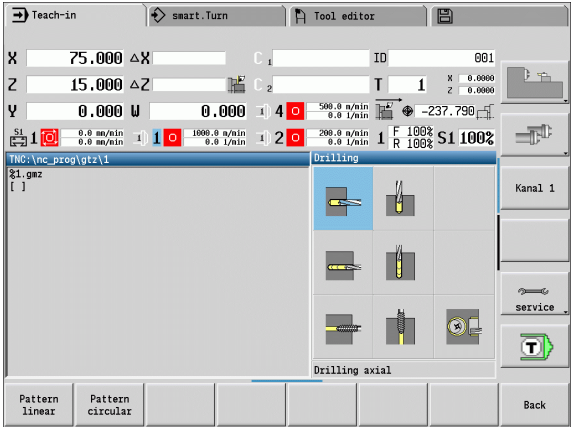 Teach-in smart.Turn Tool editor
X 75.000 ΔX C 1 ID 001
Z 15.000 ΔZ C 2 T 1 X 0.0000
Z 0.0000
Y 0.000 W 0.000 4 500.0 m/min
0.0 1/min -237.790
S1 1 0.0 mm/min
0.0 mm/min 1 1000.0 m/min
0.0 1/min 2 200.0 m/min
0.0 1/min 1 F 100%
R 100% S1 100%
TNC:\nc_prog\gtz\1 Drilling
%1.gmz
[ ]
Kanal 1
service
T
Drilling axial
Pattern
linear
Pattern
circular
Back